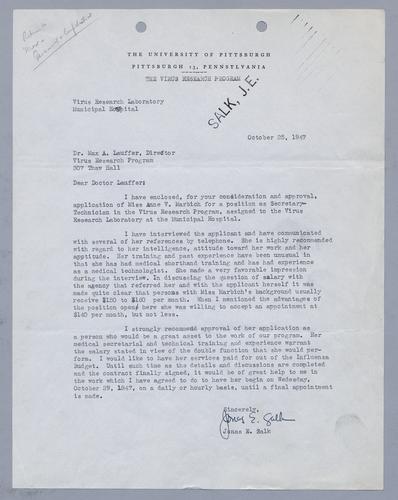 THE UNIVERSITY OF PITTSBURGH
PITTSBURGH 13, PENNSYLVANIA
THE VIRUS RESEARCH PROGRAM
SALK, J.E.
Virus Research Laboratory
Municipal Hospital
October 25, 1947
Dr. Max A. Lauffer, Director
Virus Research Program
307 Thaw Hall
Dear Doctor Lauffer:
I have enclosed, for your consideration and approval,
application of Miss Anne V. Marbich for a position as Secretary-
Technician in the Virus Research Program, assigned to the Virus
Research Laboratory at the Municipal Hospital.
I have interviewed the applicant and have communicated
with several of her references by telephone. She is highly recommended
with regard to her intelligence, attitude toward her work and her
apptitude. Her training and past experience have been unusual in
that she has had medical shorthand training and has had experience
as a medical technologist. She made a very favorable impression
during the interview. In discussing the question of salary with
the agency that referred her and with the applicant herself it was
made quite clear that persons with Miss Marbich's background usually
receive $150 to $160 per month. When I mentioned the advantages of
the position open here she was willing to accept an appointment at
$140 per month, but not less.
I strongly recommend approval of her application as
a person who would be a great asset to the work of our program. Her
medical secretarial and technical training and experience warrant
the salary stated in view of the double function that she would per-
form. I would like to have her services paid for out of the Influenza
Budget. Until such time as the details and discussions are completed
and the contract finally signed, it would be of great help to me in
the work which I have agreed to do to have her begin on Wedesday,
October 29, 1947, on a daily or hourly basis, until a final appointment
is made.
Sincerely,
Jonas E. Salk
Jonas E. Salk